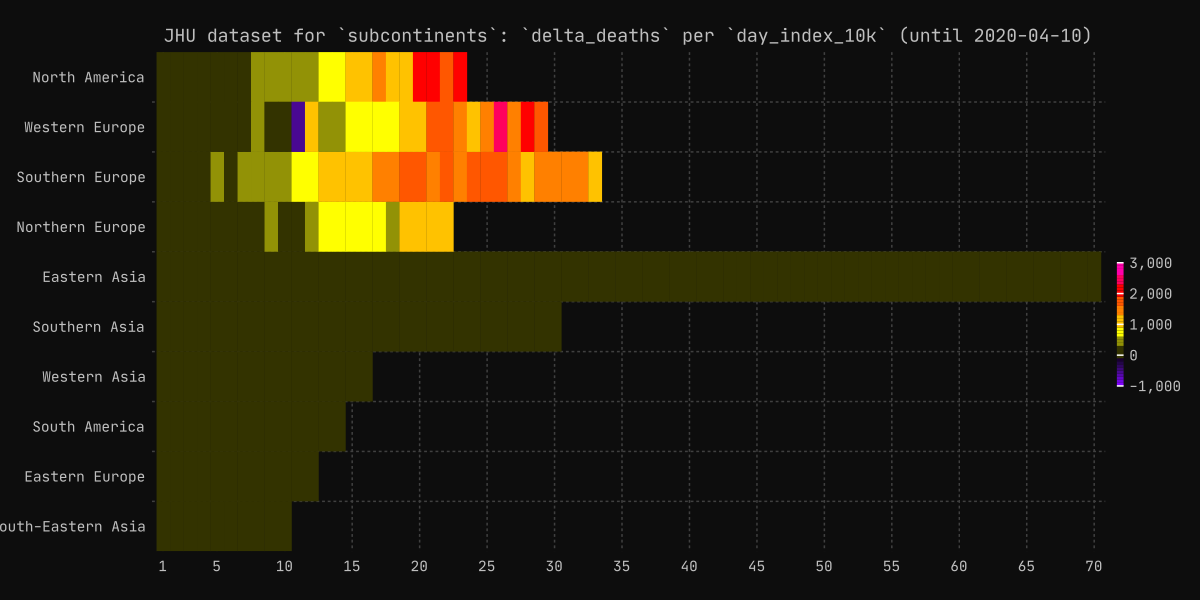 JHU dataset for `subcontinents`: `delta_deaths` per `day_index_10k` (until 2020-04-10)
North America
Western Europe
Southern Europe
Northern Europe
Eastern Asia
Southern Asia
Western Asia
South America
Eastern Europe
outh-Eastern Asia
1 5 10 15 20 25 30 35 40 45 50 55 60 65 70
3,000
2,000
1,000
0
-1,000